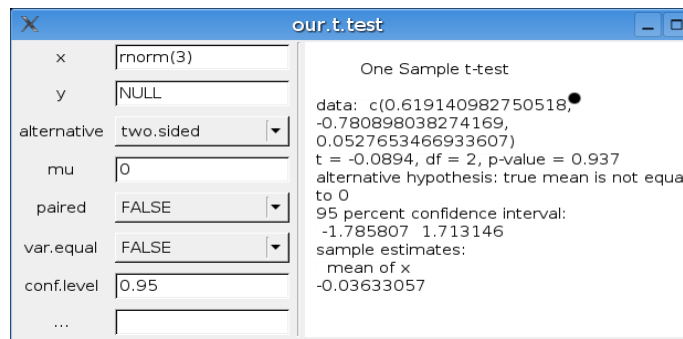 our.t.test
x rnorm(3)
y NULL
alternative two.sided
mu 0
paired FALSE
var.equal FALSE
conf.level 0.95
...
One Sample t-test
data: c(0.619140982750518,
-0.780898038274169,
0.0527653466933607)
t = -0.0894, df = 2, p-value = 0.937
alternative hypothesis: true mean is not equa
to 0
95 percent confidence interval:
-1.785807 1.713146
sample estimates:
mean of x
-0.03633057